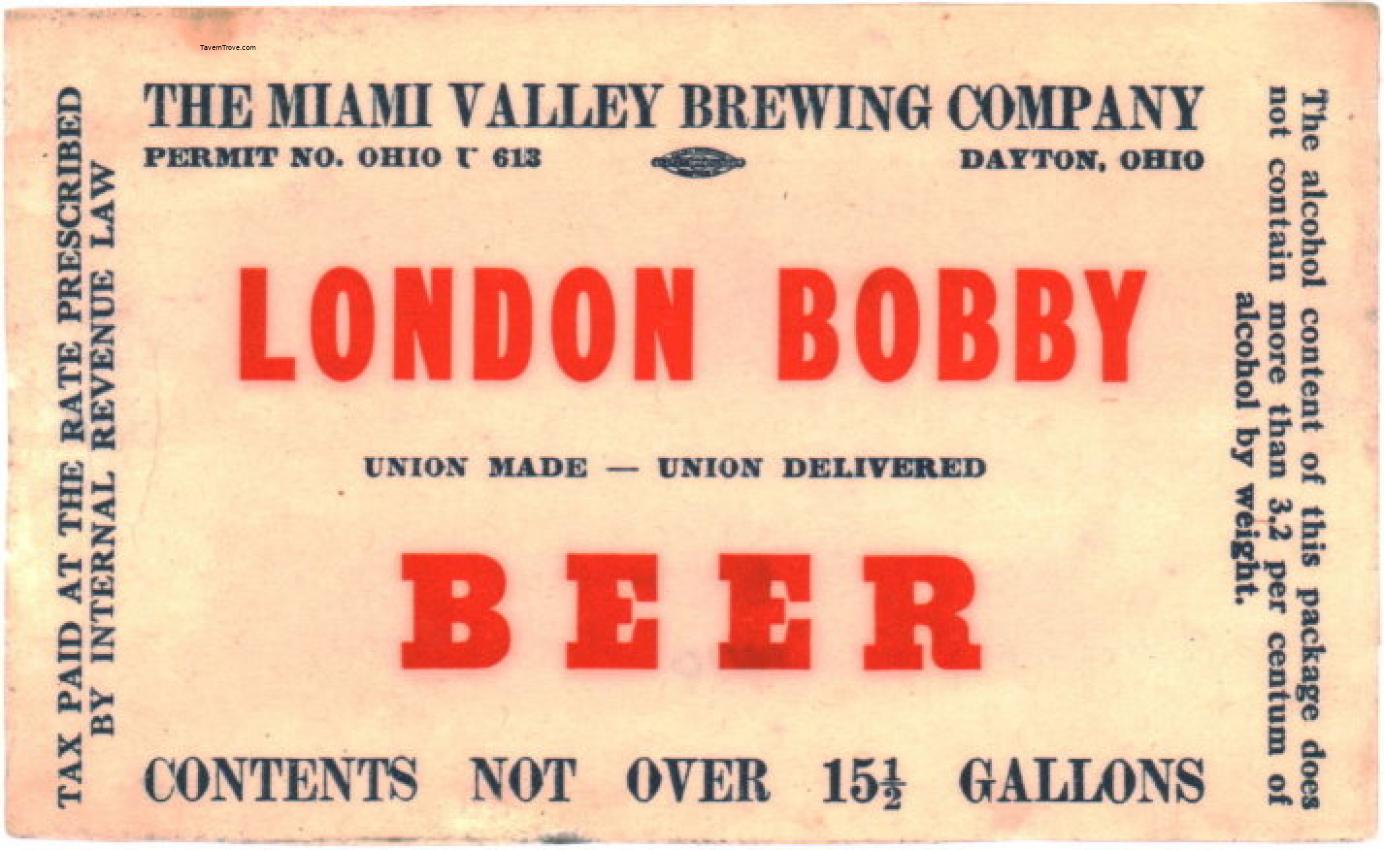 TavernTrove.com
THE MIAMI VALLEY BREWING COMPANY
PERMIT NO. OHIO U 613
DAYTON, OHIO
LONDON BOBBY
UNION MADE — UNION DELIVERED
BEER
CONTENTS NOT OVER 15½ GALLONS
TAX PAID AT THE RATE PRESCRIBED
BY INTERNAL REVENUE LAW
The alcohol content of this package does
not contain more than 3.2 per centum of
alcohol by weight.